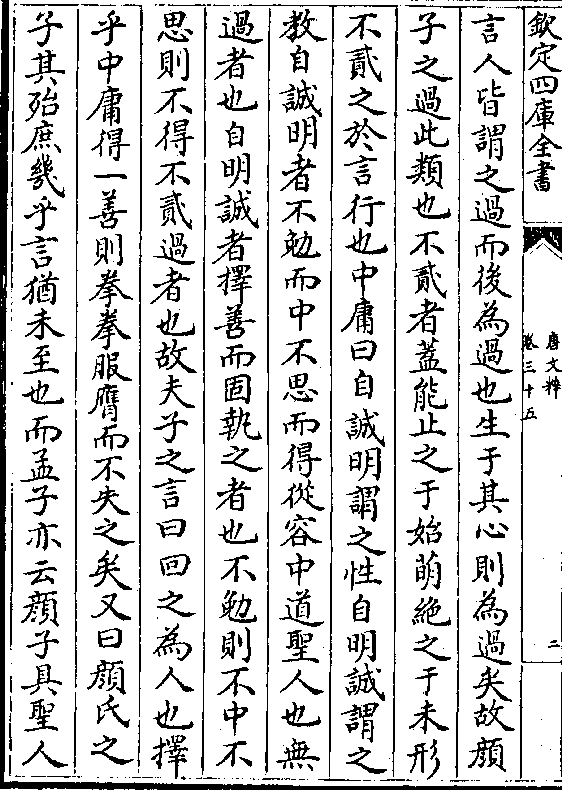 欽定四庫全書
唐文粹
卷三十五
二
言人皆謂之過而後為過也生于其心則為過矣故顔
子之過此類也不貳者蓋能止之于始萌絶之于未形
不貳之於言行也中庸曰自誠明謂之性自明誠謂之
教自誠明者不勉而中不思而得從容中道聖人也無
過者也自明誠者擇善而固執之者也不勉則不中不
思則不得不貳過者也故夫子之言曰回之為人也擇
乎中庸得一善則拳拳服膺而不失之矣又曰顔氏之
子其殆庶幾乎言猶未至也而孟子亦云顔子具聖人